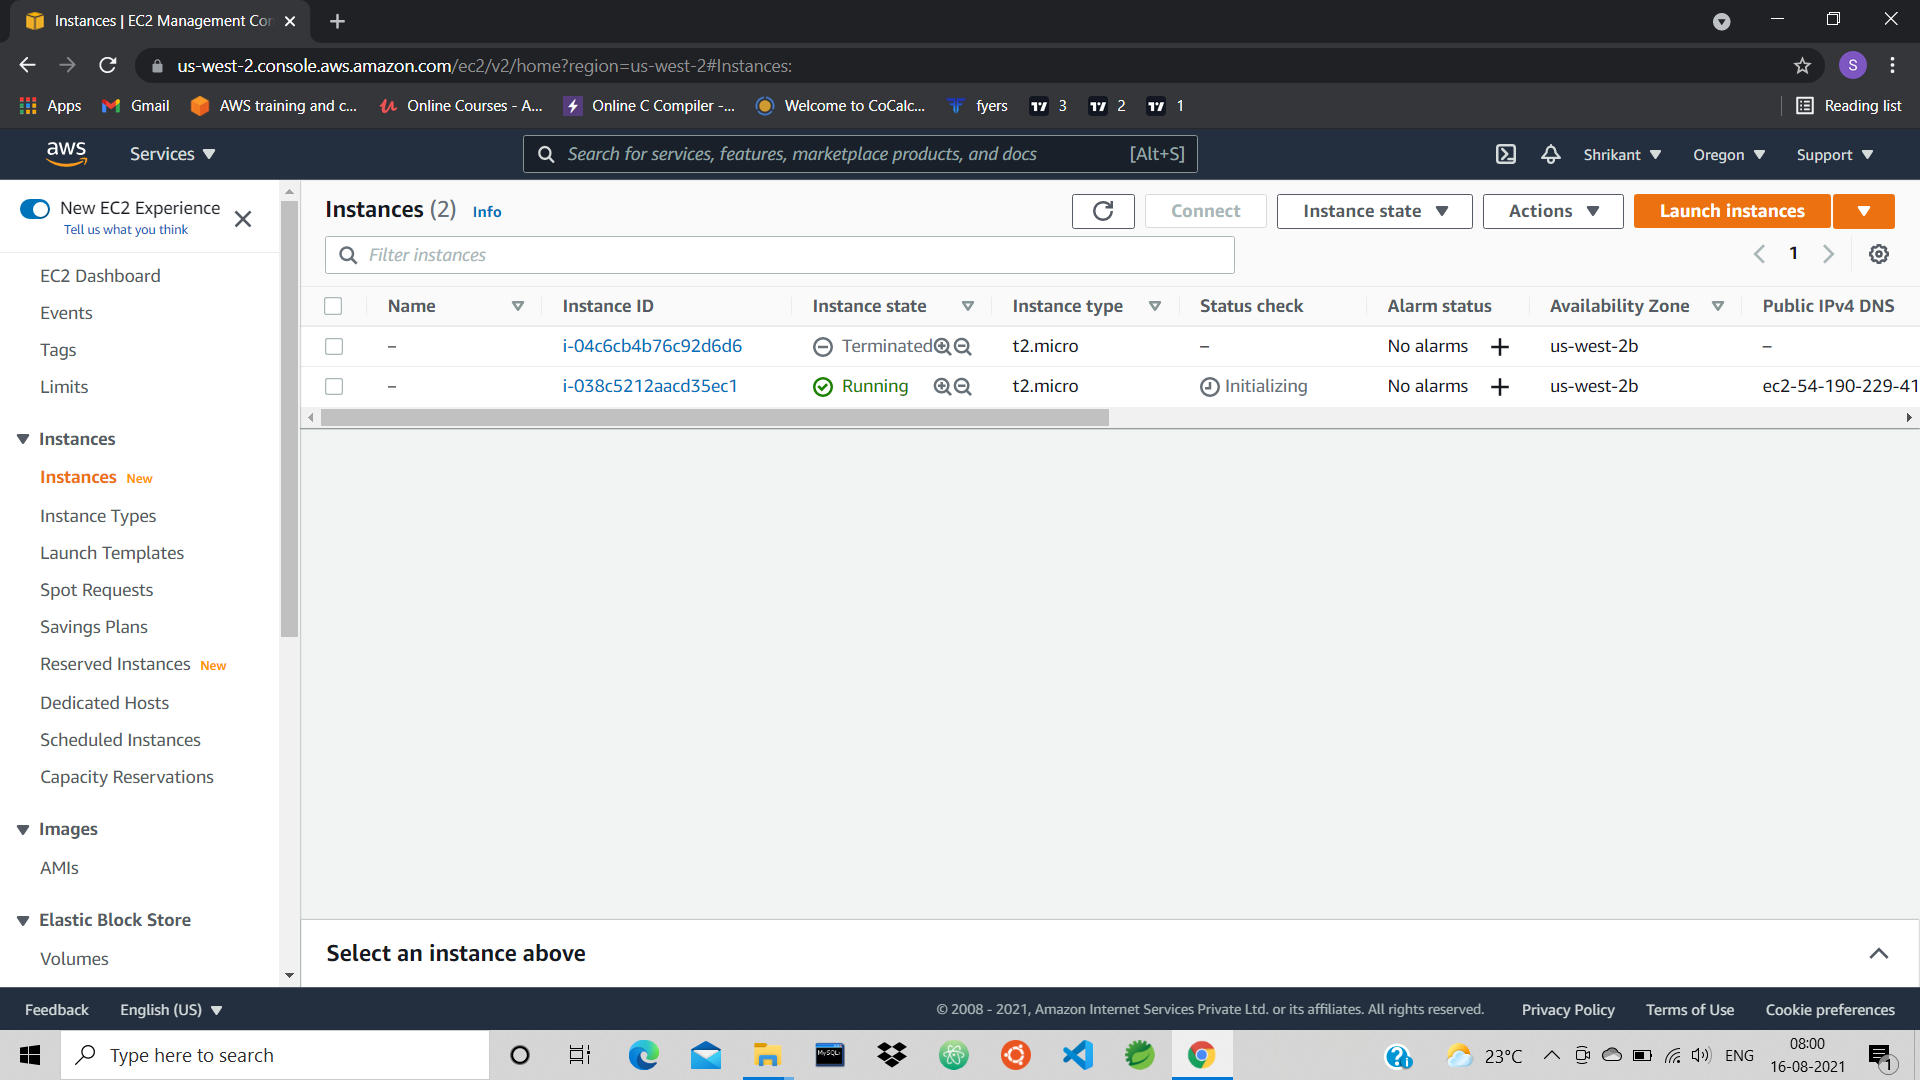 Instances | EC2 Management Con
us-west-2.console.aws.amazon.com/ec2/v2/home?region=us-west-2#Instances:
S
Apps Gmail AWS training and c... Online Courses - A... Online C Compiler -... Welcome to CoCalc... fyers 3 2 1 Reading list
aws Services Search for services, features, marketplace products, and docs [Alt+S] Shrikant Oregon Support
New EC2 Experience
Tell us what you think
EC2 Dashboard
Events
Tags
Limits
Instances
Instances New
Instance Types
Launch Templates
Spot Requests
Savings Plans
Reserved Instances New
Dedicated Hosts
Scheduled Instances
Capacity Reservations
Images
AMIs
Elastic Block Store
Volumes
Instances (2) Info Connect Instance state Actions Launch instances
Filter instances 1
Name Instance ID Instance state Instance type Status check Alarm status Availability Zone Public IPv4 DNS
– i-04c6cb4b76c92d6d6 Terminated t2.micro – No alarms + us-west-2b –
– i-038c5212aacd35ec1 Running t2.micro Initializing No alarms + us-west-2b ec2-54-190-229-41
Select an instance above
Feedback English (US) © 2008 - 2021, Amazon Internet Services Private Ltd. or its affiliates. All rights reserved. Privacy Policy Terms of Use Cookie preferences
Type here to search MySQL 23°C ENG 08:00
16-08-2021 1